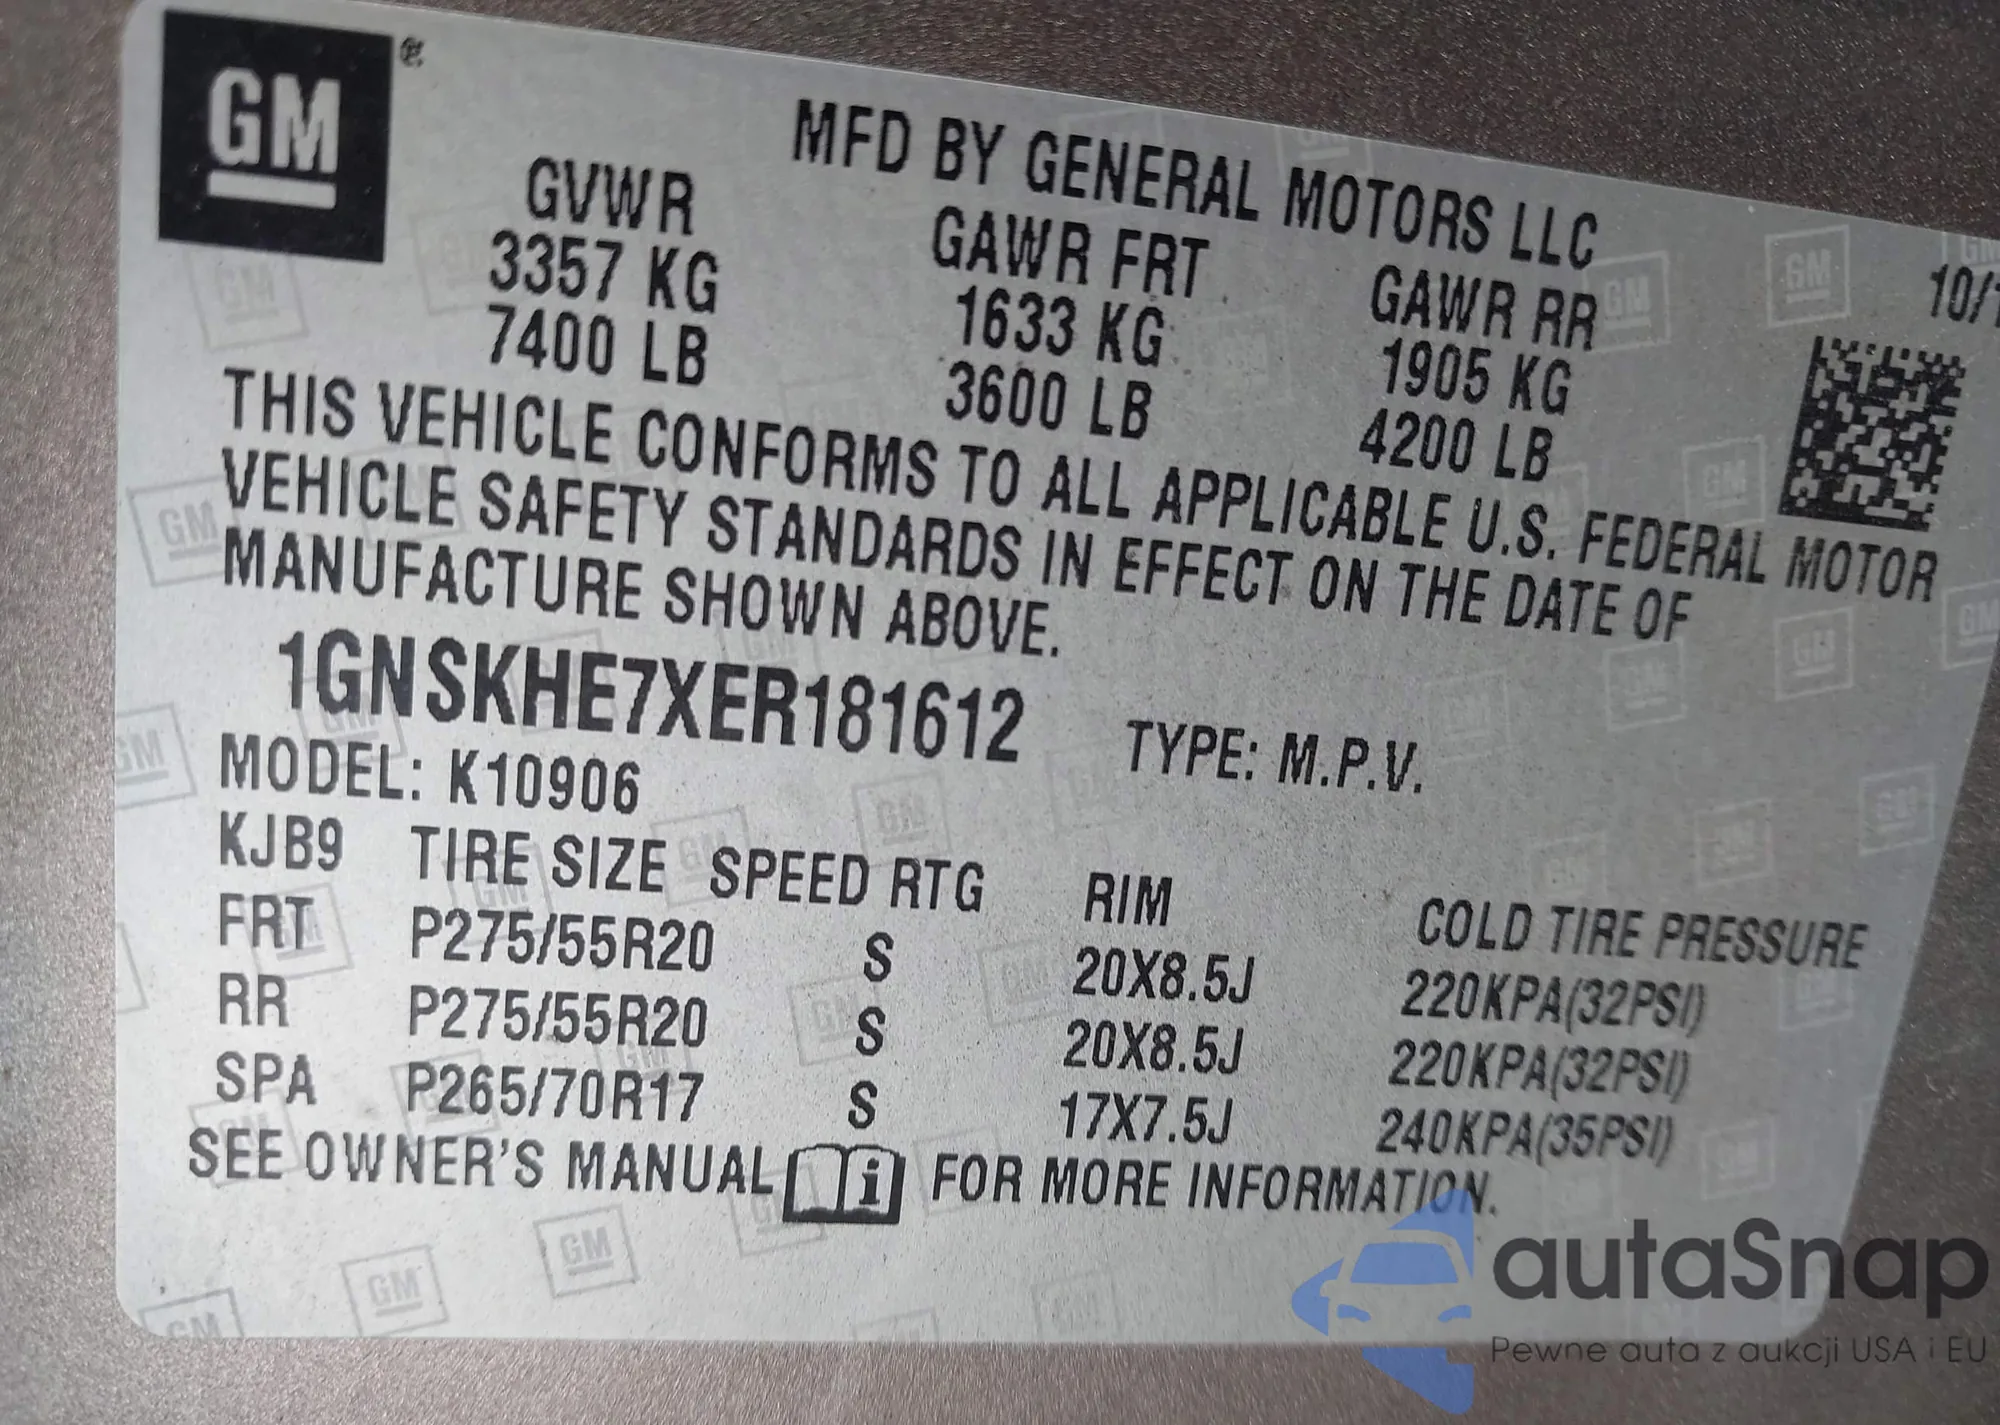 GM®
MFD BY GENERAL MOTORS LLC
10/1
GVWR GAWR FRT GAWR RR
3357 KG 1633 KG 1905 KG
7400 LB 3600 LB 4200 LB
THIS VEHICLE CONFORMS TO ALL APPLICABLE U.S. FEDERAL MOTOR
VEHICLE SAFETY STANDARDS IN EFFECT ON THE DATE OF
MANUFACTURE SHOWN ABOVE.
1GNSKHE7XER181612 TYPE: M.P.V.
MODEL: K10906
KJB9 TIRE SIZE SPEED RTG RIM COLD TIRE PRESSURE
FRT P275/55R20 S 20X8.5J 220KPA(32PSI)
RR P275/55R20 S 20X8.5J 220KPA(32PSI)
SPA P265/70R17 S 17X7.5J 240KPA(35PSI)
SEE OWNER'S MANUAL i FOR MORE INFORMATION.
autaSnap
Pewne auta z aukcji USA i EU